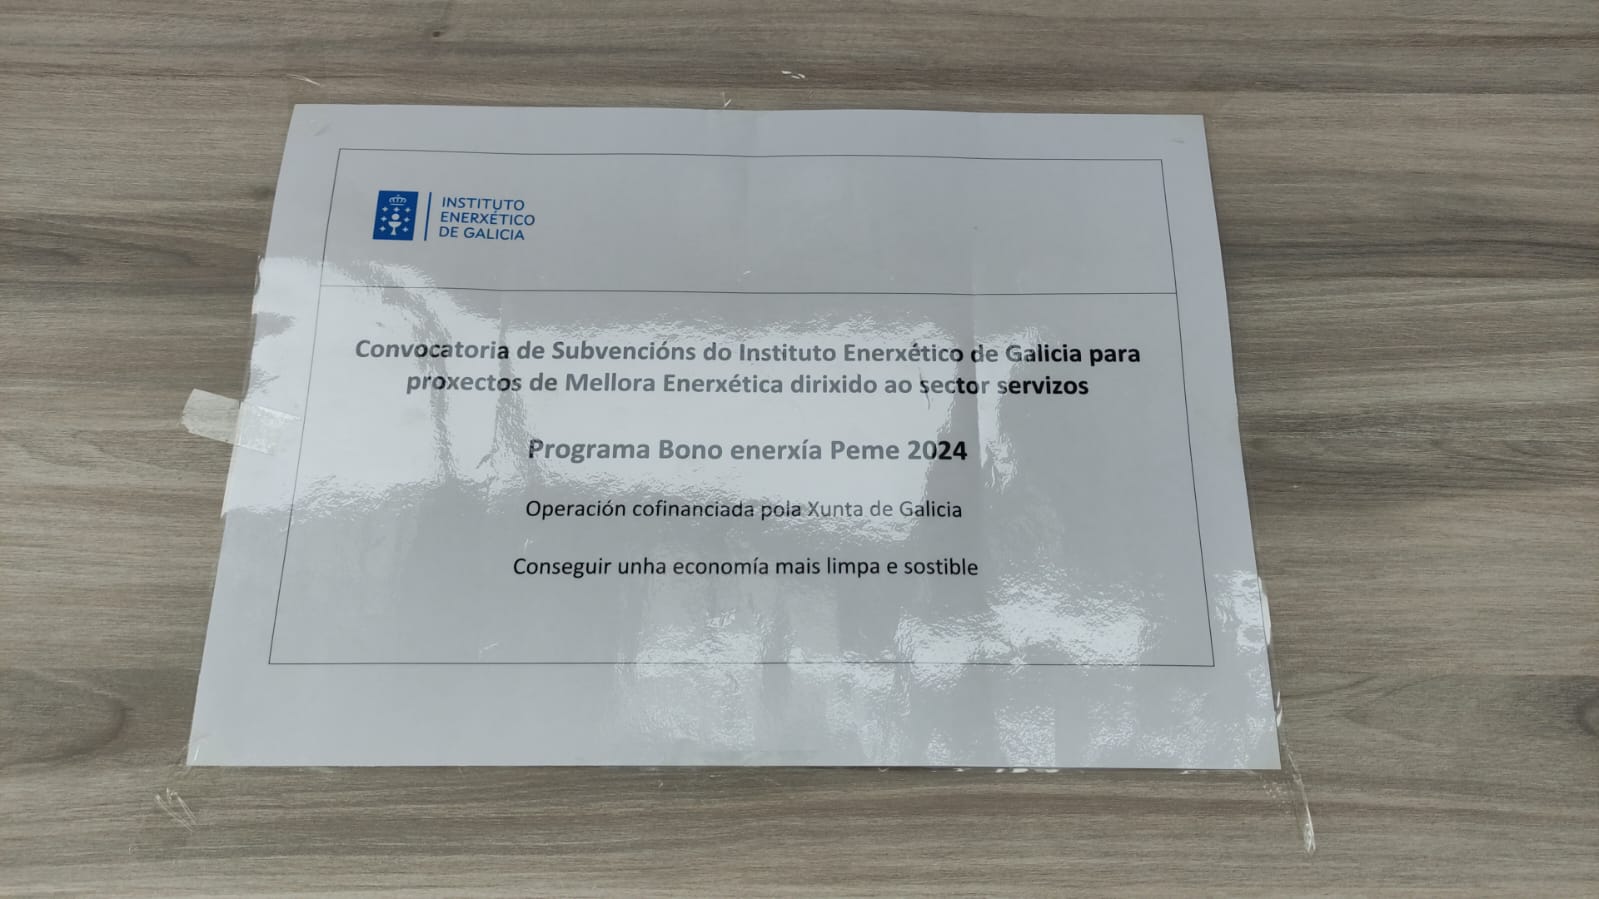 INSTITUTO
ENERXÉTICO
DE GALICIA
Convocatoria de Subvencións do Instituto Enerxético de Galicia para
proxectos de Mellora Enerxética dirixido ao sector servizos
Programa Bono enerxía Peme 2024
Operación cofinanciada pola Xunta de Galicia
Conseguir unha economía mais limpa e sostible